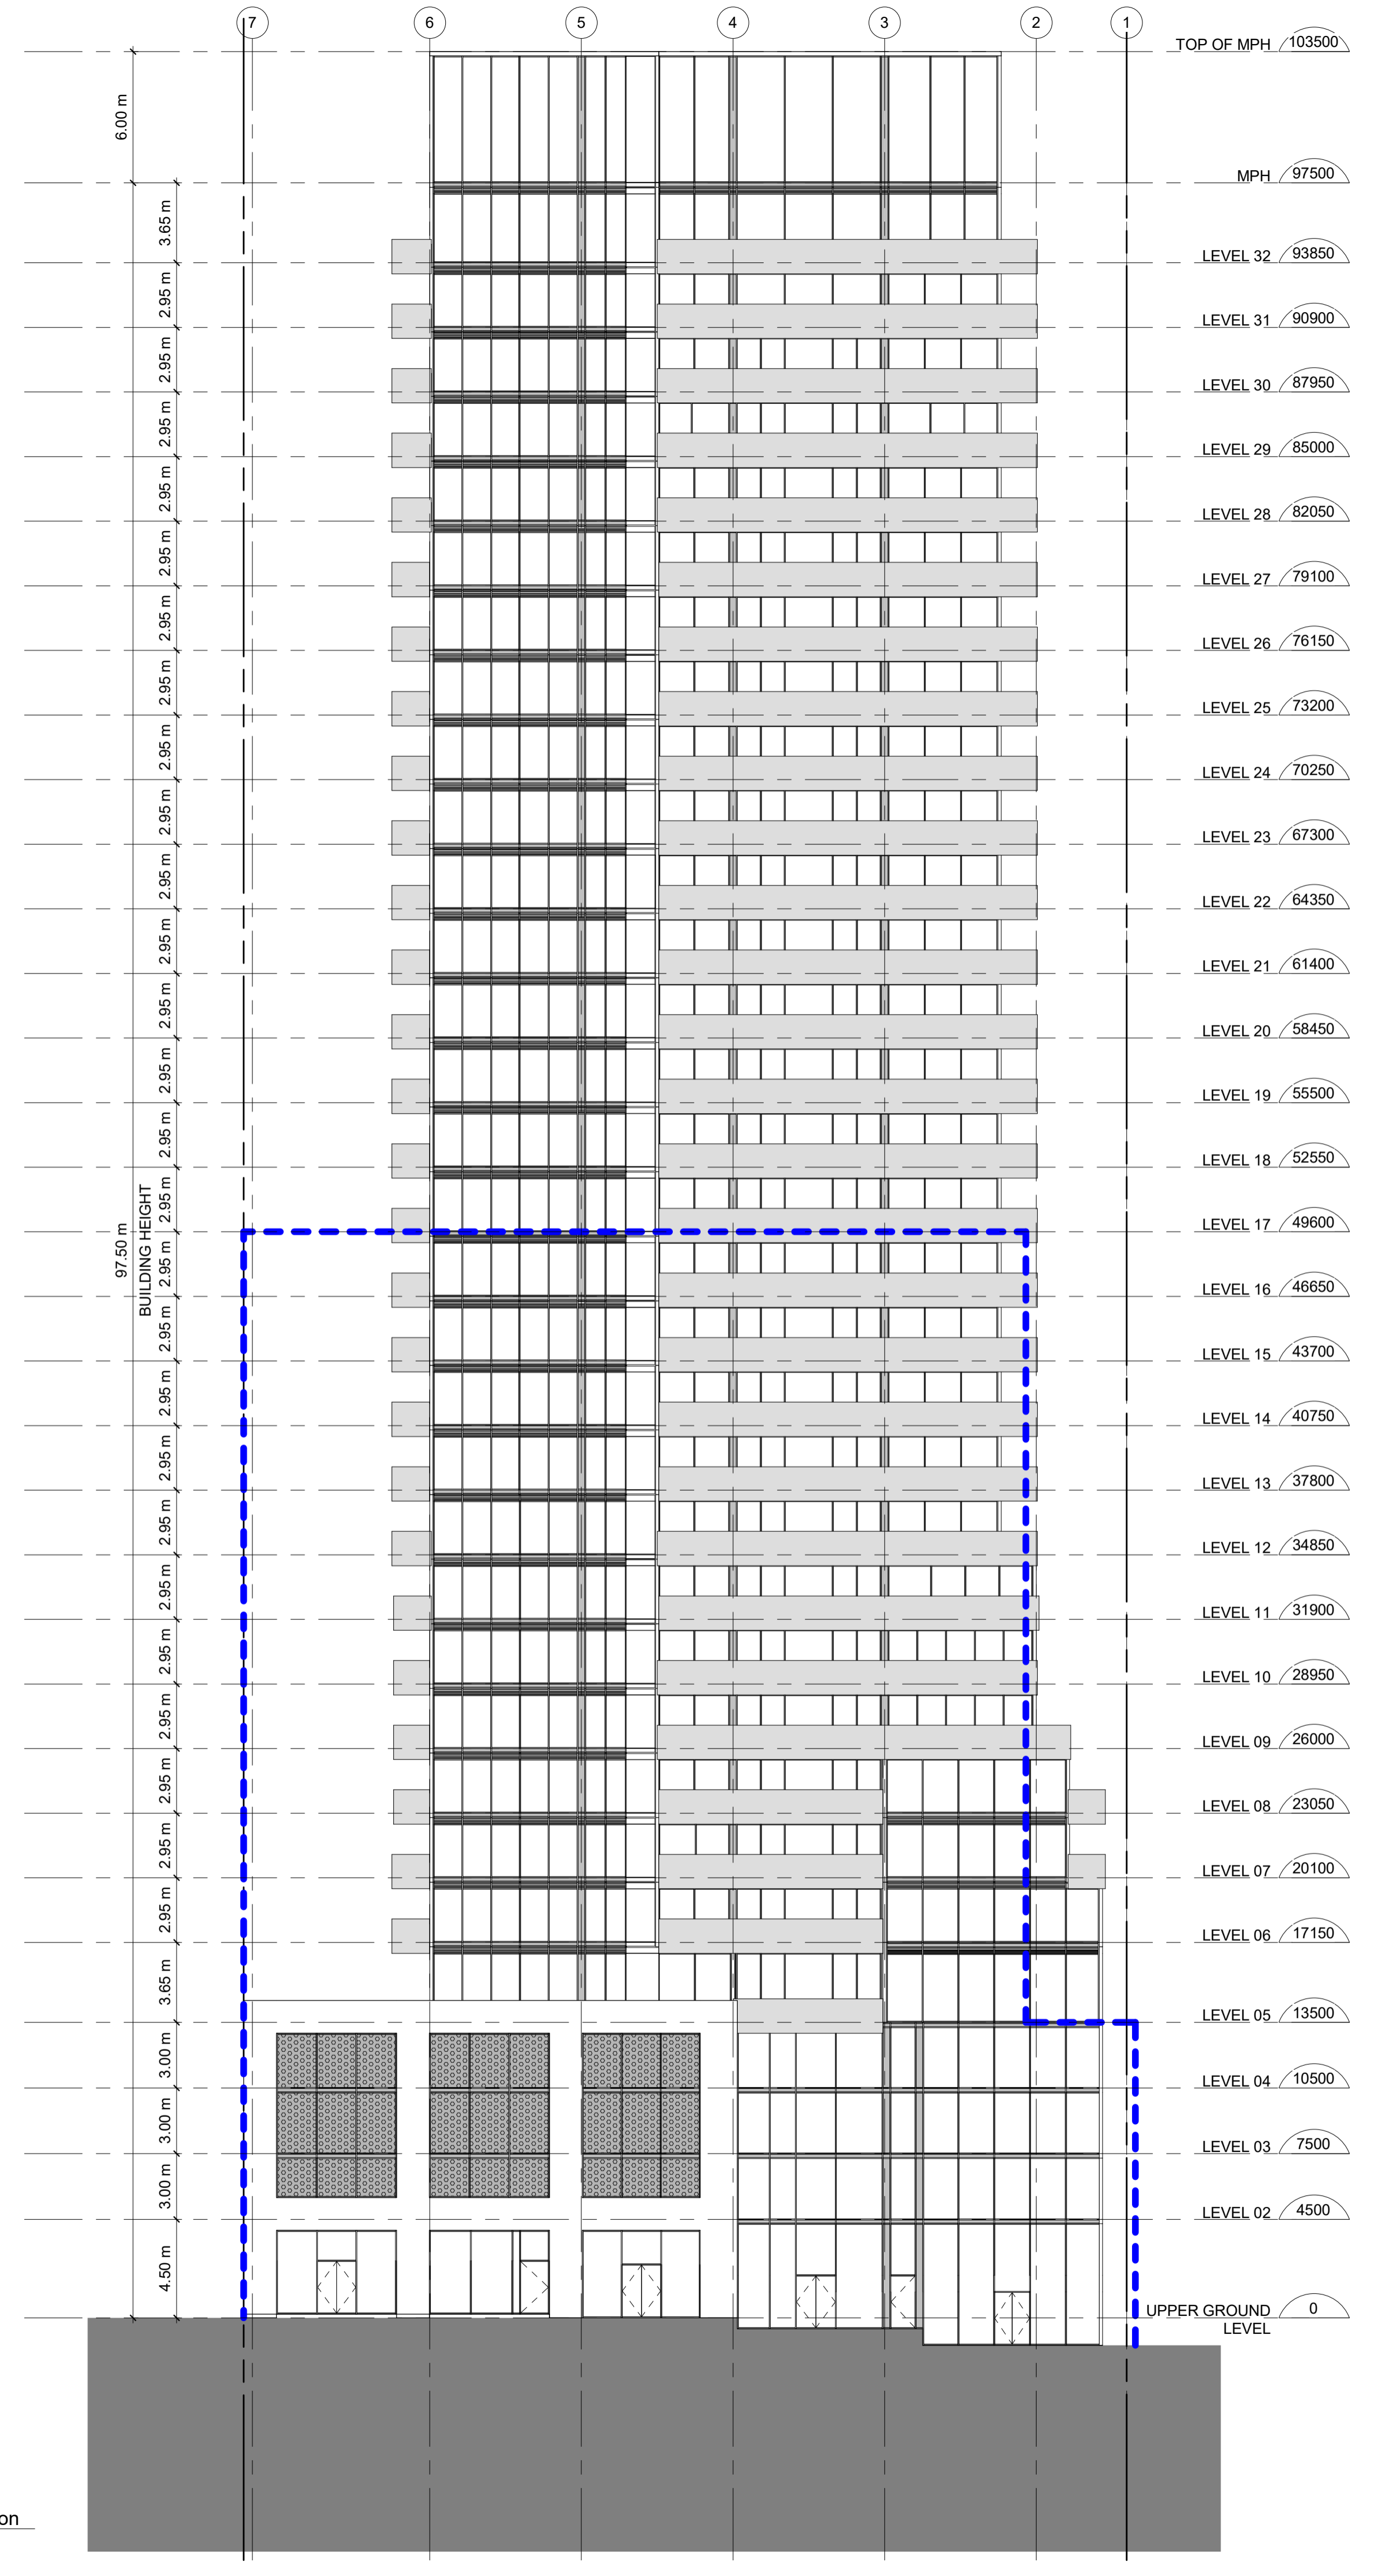 7 6 5 4 3 2 1
TOP OF MPH 103500
6.00 m
MPH 97500
3.65 m
LEVEL 32 93850
2.95 m
LEVEL 31 90900
2.95 m
LEVEL 30 87950
2.95 m
LEVEL 29 85000
2.95 m
LEVEL 28 82050
2.95 m
LEVEL 27 79100
2.95 m
LEVEL 26 76150
2.95 m
LEVEL 25 73200
2.95 m
LEVEL 24 70250
2.95 m
LEVEL 23 67300
2.95 m
LEVEL 22 64350
2.95 m
LEVEL 21 61400
2.95 m
LEVEL 20 58450
2.95 m
LEVEL 19 55500
2.95 m
LEVEL 18 52550
2.95 m
LEVEL 17 49600
97.50 m
BUILDING HEIGHT
2.95 m
LEVEL 16 46650
2.95 m
LEVEL 15 43700
2.95 m
LEVEL 14 40750
2.95 m
LEVEL 13 37800
2.95 m
LEVEL 12 34850
2.95 m
LEVEL 11 31900
2.95 m
LEVEL 10 28950
2.95 m
LEVEL 09 26000
2.95 m
LEVEL 08 23050
2.95 m
LEVEL 07 20100
2.95 m
LEVEL 06 17150
3.65 m
LEVEL 05 13500
3.00 m
LEVEL 04 10500
3.00 m
LEVEL 03 7500
3.00 m
LEVEL 02 4500
4.50 m
UPPER GROUND 0
LEVEL
on